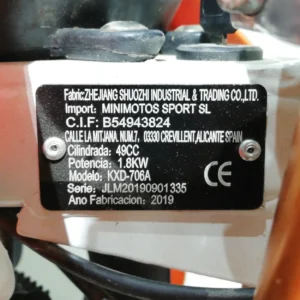 Fabric:ZHEJIANG SHUOZHI INDUSTRIAL & TRADING CO.,LTD.
Import: MINIMOTOS SPORT SL
C.I.F: B54943824
CALLE LA MITJANA, NUM.7, 03330 CREVILLENT,ALICANTE SPAIN
Cilindrada: 49CC
Potencia: 1.8KW
Modelo: KXD-706A
Serie: JLM20190901335
Ano Fabricacion: 2019